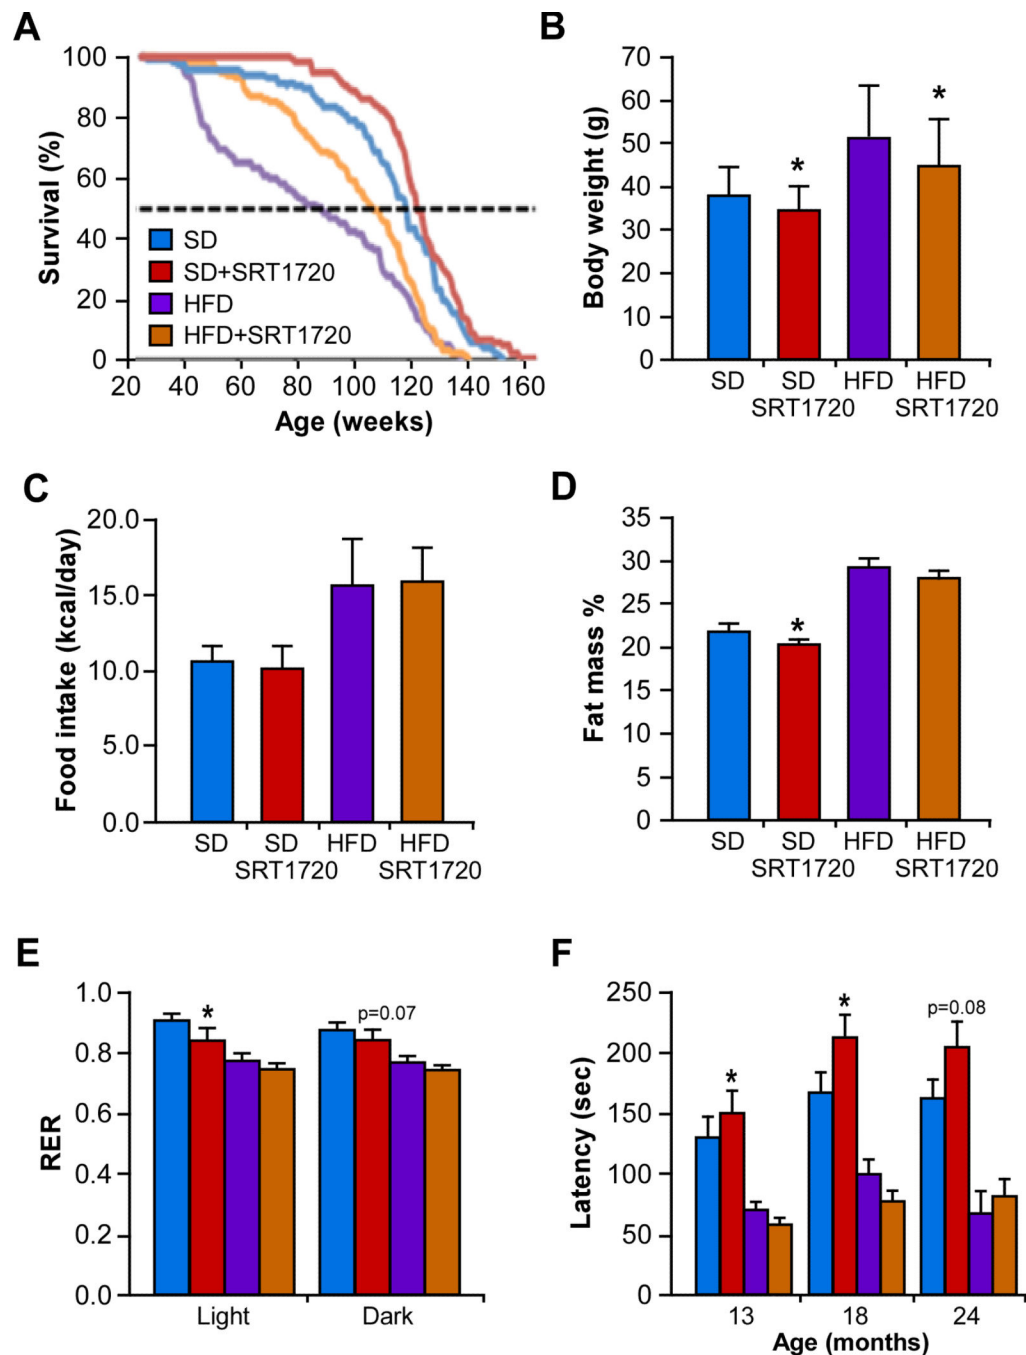 A
Survival (%)
100
80
60
40
20
0
SD
SD+SRT1720
HFD
HFD+SRT1720
20 40 60 80 100 120 140 160
Age (weeks)
B
Body weight (g)
70
60
50
40
30
20
10
0
*
*
SD SD HFD HFD
SRT1720 SRT1720
C
Food intake (kcal/day)
20.0
15.0
10.0
5.0
0.0
SD SD HFD HFD
SRT1720 SRT1720
D
Fat mass %
35
30
25
20
15
10
5
0
*
SD SD HFD HFD
SRT1720 SRT1720
E
RER
1.0
0.8
0.6
0.4
0.2
0.0
*
p=0.07
Light Dark
F
Latency (sec)
250
200
150
100
50
0
*
*
p=0.08
13 18 24
Age (months)